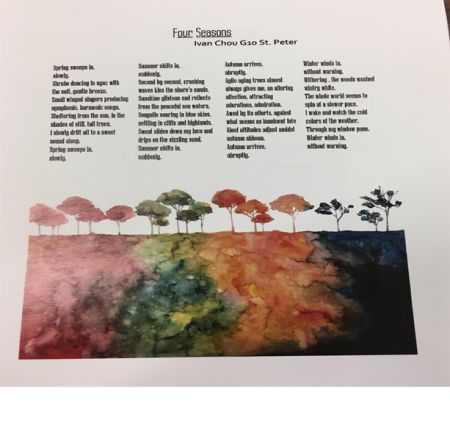 Four Seasons
Ivan Chou G10 St. Peter
Spring sweeps in,
slowly.
Shrubs dancing in sync with
the soft, gentle breeze.
Small winged singers producing
symphonic, harmonic songs.
Sheltering from the sun, in the
shades of still, tall trees.
I slowly drift all to a sweet
sound sleep.
Spring sweeps in,
slowly.
Summer shifts in,
suddenly.
Second by second, crashing
waves kiss the shore's sands.
Sunshine glistens and reflects
from the peaceful sea waters.
Seagulls soaring in blue skies,
settling in cliffs and highlands.
Sweat slides down my face and
drips on the sizzling sand.
Summer shifts in,
suddenly.
Autumn arrives,
abruptly.
Agile aging trees almost
always gives me, an alluring
affection, attracting
adorations, admiration.
Awed by its efforts, against
what seems an handsout fate
Aloof attitudes adjust amidst
autumn abloom.
Autumn arrives,
abruptly.
Winter winds in,
without warning.
Withering, the woods washed
wintry white.
The whole world seems to
spin at a slower pace.
I wake and watch the cold
colors of the weather.
Through my window pane.
Winter winds in,
without warning.